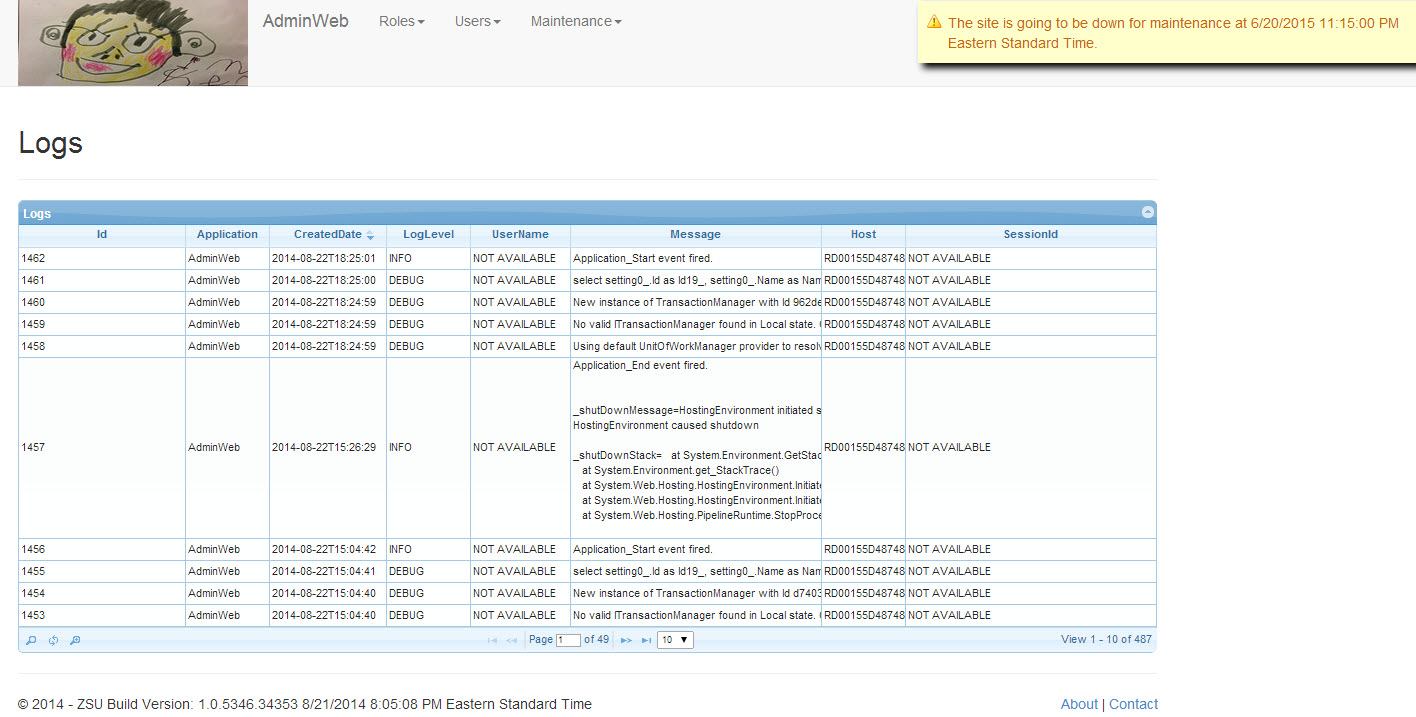 AdminWeb Roles Users Maintenance
The site is going to be down for maintenance at 6/20/2015 11:15:00 PM
Eastern Standard Time.
Logs
Logs
Id Application CreatedDate LogLevel UserName Message Host SessionId
1462 AdminWeb 2014-08-22T18:25:01 INFO NOT AVAILABLE Application_Start event fired. RD00155D48748 NOT AVAILABLE
1461 AdminWeb 2014-08-22T18:25:00 DEBUG NOT AVAILABLE select setting0_.Id as Id19_, setting0_.Name as Nam RD00155D48748 NOT AVAILABLE
1460 AdminWeb 2014-08-22T18:24:59 DEBUG NOT AVAILABLE New instance of TransactionManager with Id 962de RD00155D48748 NOT AVAILABLE
1459 AdminWeb 2014-08-22T18:24:59 DEBUG NOT AVAILABLE No valid ITransactionManager found in Local state. RD00155D48748 NOT AVAILABLE
1458 AdminWeb 2014-08-22T18:24:59 DEBUG NOT AVAILABLE Using default UnitOfWorkManager provider to resolv RD00155D48748 NOT AVAILABLE
Application_End event fired.
_shutDownMessage=HostingEnvironment initiated s
HostingEnvironment caused shutdown
1457 AdminWeb 2014-08-22T15:26:29 INFO NOT AVAILABLE RD00155D48748 NOT AVAILABLE
_shutDownStack= at System.Environment.GetStac
at System.Environment.get_StackTrace()
at System.Web.Hosting.HostingEnvironment.Initiate
at System.Web.Hosting.HostingEnvironment.Initiate
at System.Web.Hosting.PipelineRuntime.StopProce
1456 AdminWeb 2014-08-22T15:04:42 INFO NOT AVAILABLE Application_Start event fired. RD00155D48748 NOT AVAILABLE
1455 AdminWeb 2014-08-22T15:04:41 DEBUG NOT AVAILABLE select setting0_.Id as Id19_, setting0_.Name as Nam RD00155D48748 NOT AVAILABLE
1454 AdminWeb 2014-08-22T15:04:40 DEBUG NOT AVAILABLE New instance of TransactionManager with Id d7403 RD00155D48748 NOT AVAILABLE
1453 AdminWeb 2014-08-22T15:04:40 DEBUG NOT AVAILABLE No valid ITransactionManager found in Local state. RD00155D48748 NOT AVAILABLE
Page 1 of 49 10 View 1 - 10 of 487
© 2014 - ZSU Build Version: 1.0.5346.34353 8/21/2014 8:05:08 PM Eastern Standard Time About | Contact